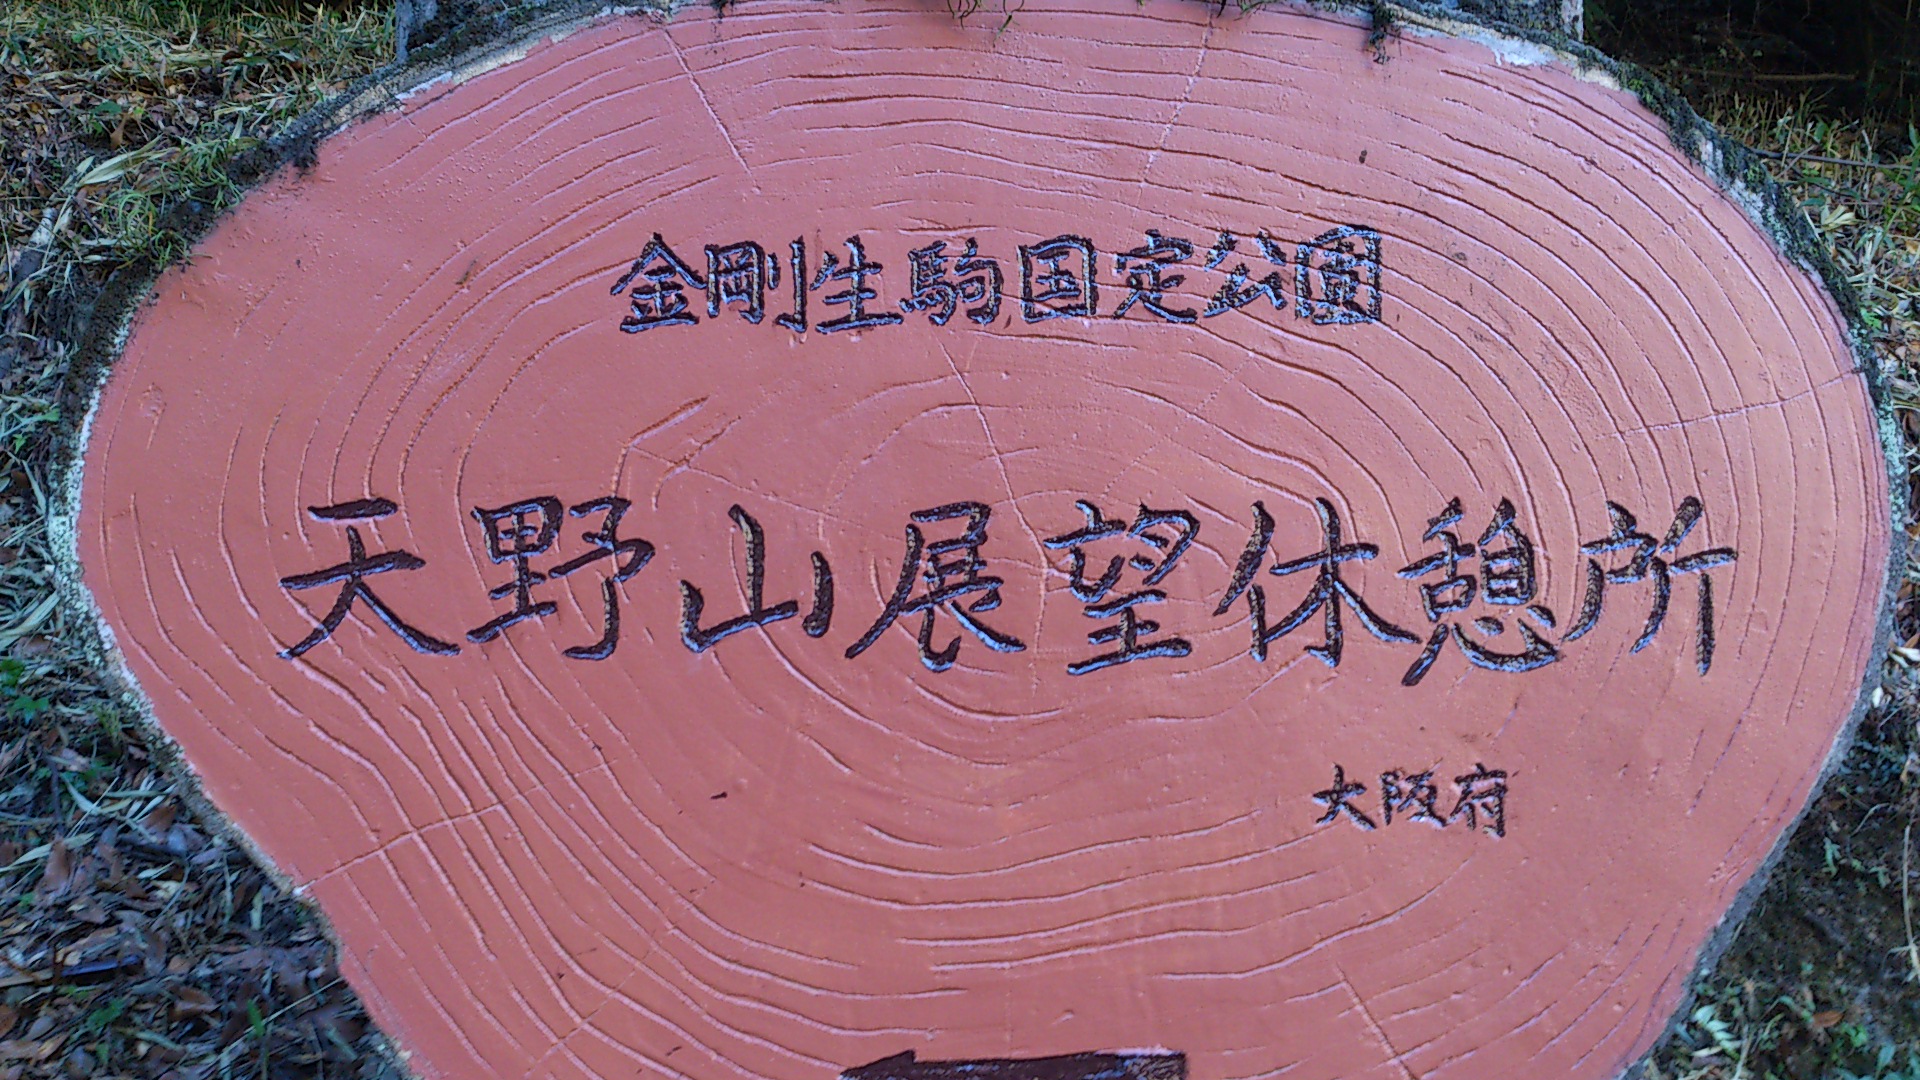 金剛生駒国定公園
天野山展望休憩所
大阪府